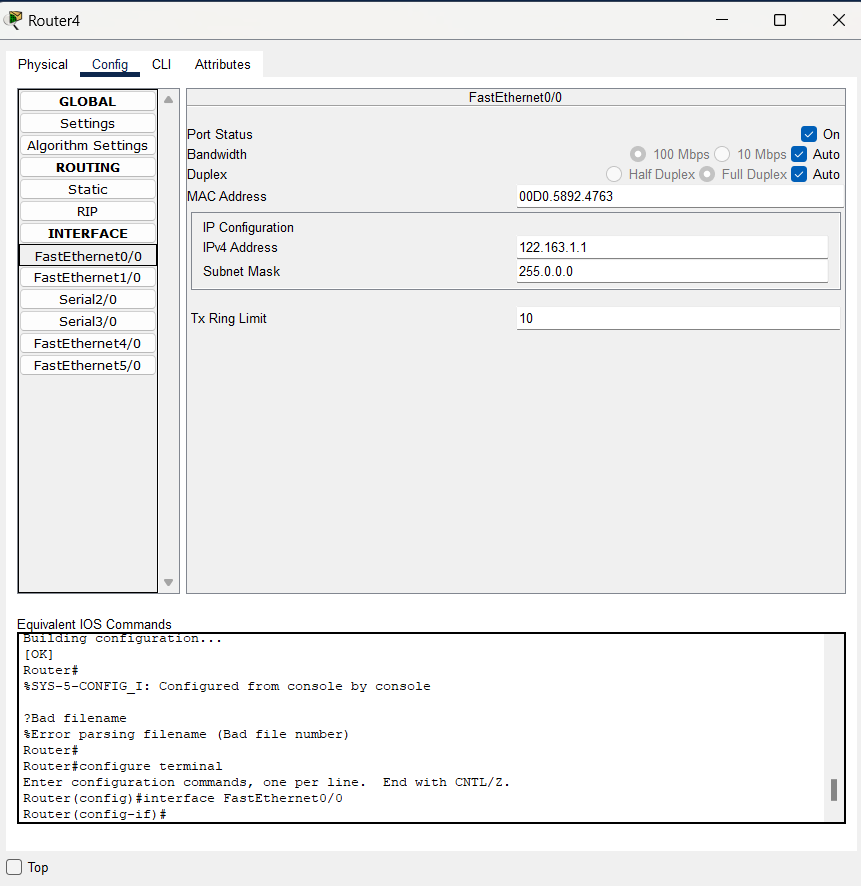 Router4
Physical Config CLI Attributes
GLOBAL
Settings
Algorithm Settings
ROUTING
Static
RIP
INTERFACE
FastEthernet0/0
FastEthernet1/0
Serial2/0
Serial3/0
FastEthernet4/0
FastEthernet5/0
FastEthernet0/0
Port Status On
Bandwidth 100 Mbps 10 Mbps Auto
Duplex Half Duplex Full Duplex Auto
MAC Address 00D0.5892.4763
IP Configuration
IPv4 Address 122.163.1.1
Subnet Mask 255.0.0.0
Tx Ring Limit 10
Equivalent IOS Commands
Building configuration...
[OK]
Router#
%SYS-5-CONFIG_I: Configured from console by console
?Bad filename
%Error parsing filename (Bad file number)
Router#
Router#configure terminal
Enter configuration commands, one per line.  End with CNTL/Z.
Router(config)#interface FastEthernet0/0
Router(config-if)#
Top